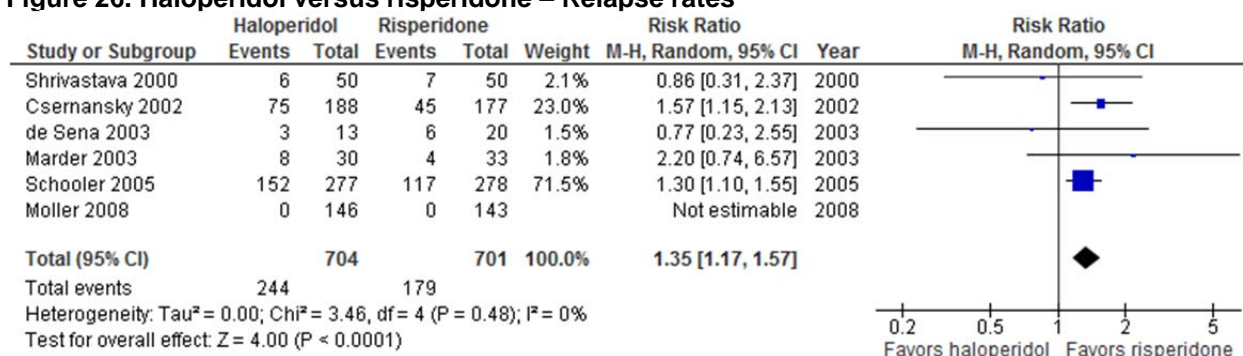 Figure 26. Haloperidol versus risperidone – Relapse rates
Haloperidol Risperidone Risk Ratio Risk Ratio
Study or Subgroup Events Total Events Total Weight M-H, Random, 95% CI Year M-H, Random, 95% CI
Shrivastava 2000 6 50 7 50 2.1% 0.86 [0.31, 2.37] 2000
Csernansky 2002 75 188 45 177 23.0% 1.57 [1.15, 2.13] 2002
de Sena 2003 3 13 6 20 1.5% 0.77 [0.23, 2.55] 2003
Marder 2003 8 30 4 33 1.8% 2.20 [0.74, 6.57] 2003
Schooler 2005 152 277 117 278 71.5% 1.30 [1.10, 1.55] 2005
Moller 2008 0 146 0 143 Not estimable 2008
Total (95% CI) 704 701 100.0% 1.35 [1.17, 1.57]
Total events 244 179
Heterogeneity: Tau² = 0.00; Chi² = 3.46, df = 4 (P = 0.48); I² = 0%
Test for overall effect: Z = 4.00 (P < 0.0001)
0.2 0.5 1 2 5
Favors haloperidol Favors risperidone